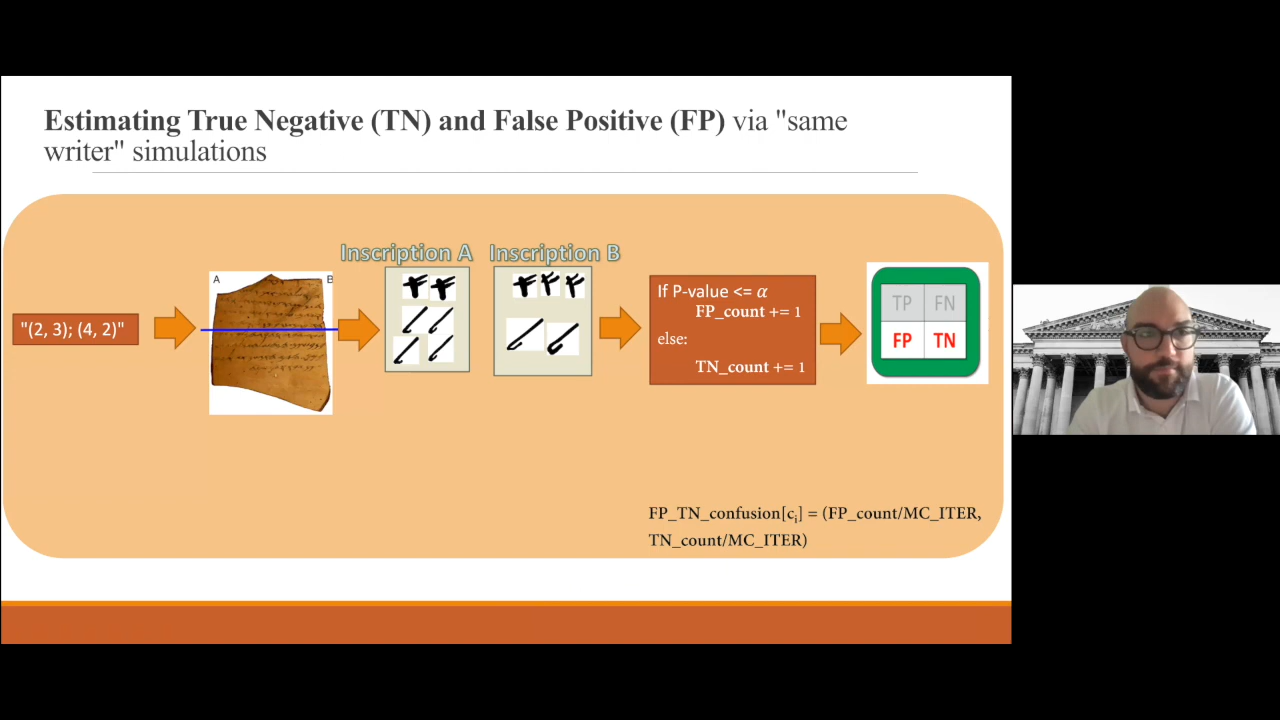 Estimating True Negative (TN) and False Positive (FP) via "same
writer" simulations
Inscription A
Inscription B
A
B
"(2, 3); (4, 2)"
If P-value <= α
FP_count += 1
else:
TN_count += 1
TP
FN
FP
TN
FP_TN_confusion[cᵢ] = (FP_count/MC_ITER,
TN_count/MC_ITER)